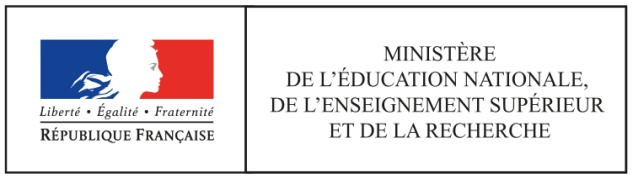 Liberté • Égalité • Fraternité
RÉPUBLIQUE FRANÇAISE
MINISTÈRE
DE L'ÉDUCATION NATIONALE,
DE L'ENSEIGNEMENT SUPÉRIEUR
ET DE LA RECHERCHE